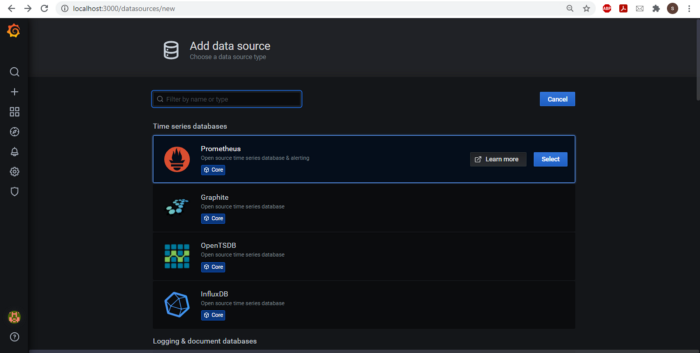 localhost:3000/datasources/new
ABP
S
Add data source
Choose a data source type
Filter by name or type
Cancel
Time series databases
Prometheus
Open source time series database & alerting
Core
Learn more
Select
Graphite
Open source time series database
Core
OpenTSDB
Open source time series database
Core
InfluxDB
Open source time series database
Core
Logging & document databases